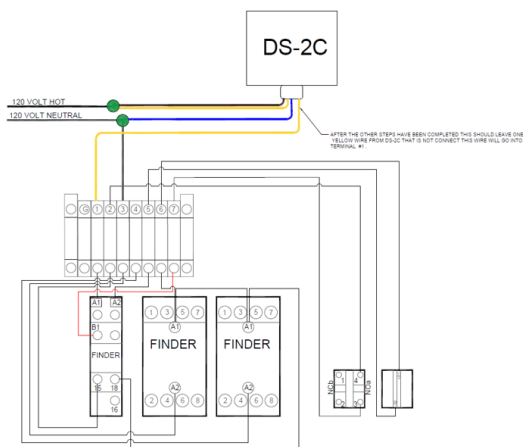 DS-2C
120 VOLT HOT
120 VOLT NEUTRAL
AFTER THE OTHER STEPS HAVE BEEN COMPLETED THIS SHOULD LEAVE ONE
YELLOW WIRE FROM DS-2C THAT IS NOT CONNECT THIS WIRE WILL GO INTO
TERMINAL #1 .
G 1 2 3 4 5 6 7
A1 A2
B1
FINDER
15 18
16
1 3 5 7
A1
FINDER
A2
2 4 6 8
1 3 5 7
A1
FINDER
A2
2 4 6 8
NCb 1 4 NOa
2 3